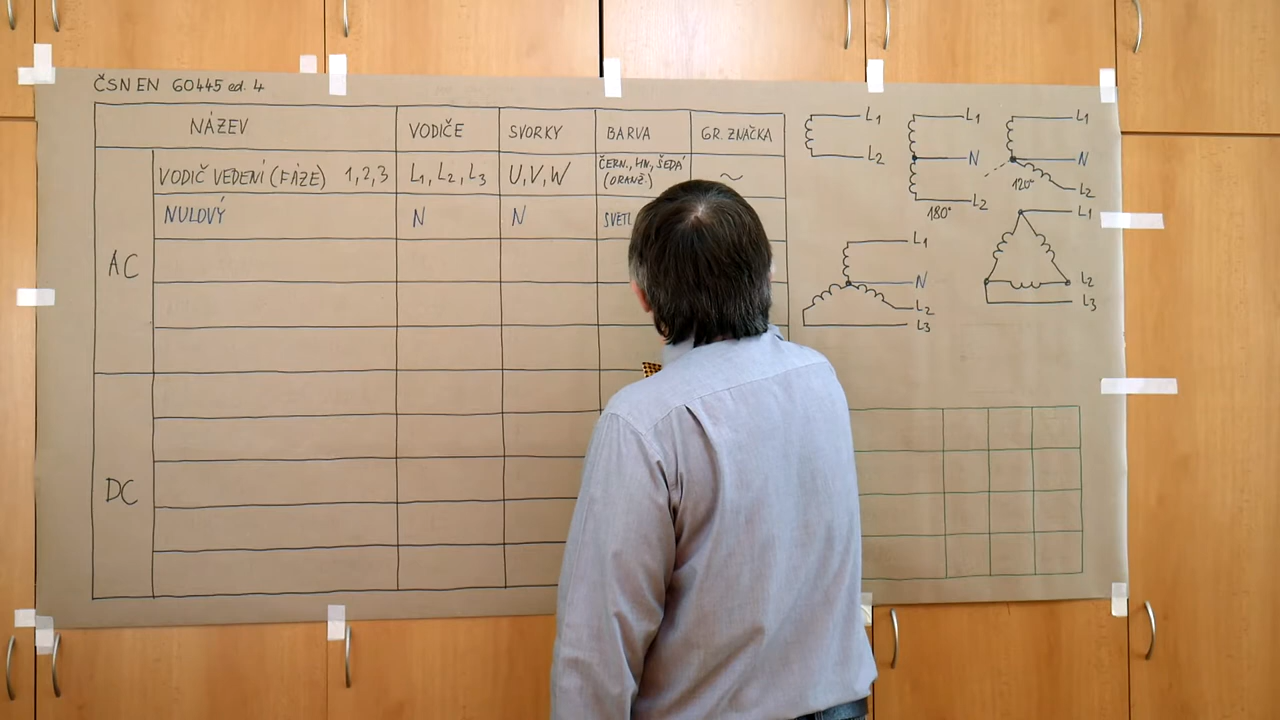 ČSN EN 60445 ed. 4
NÁZEV VODIČE SVORKY BARVA GR. ZNAČKA
AC
VODIČ VEDENÍ (FÁZE) 1,2,3 L1, L2, L3 U,V,W ČERN., HN, ŠEDÁ (ORANŽ.) ~
NULOVÝ N N
DC
L1
L2
L1
N
L2
180°
L1
N
L2
120°
L1
N
L2
L3
L1
L2
L3